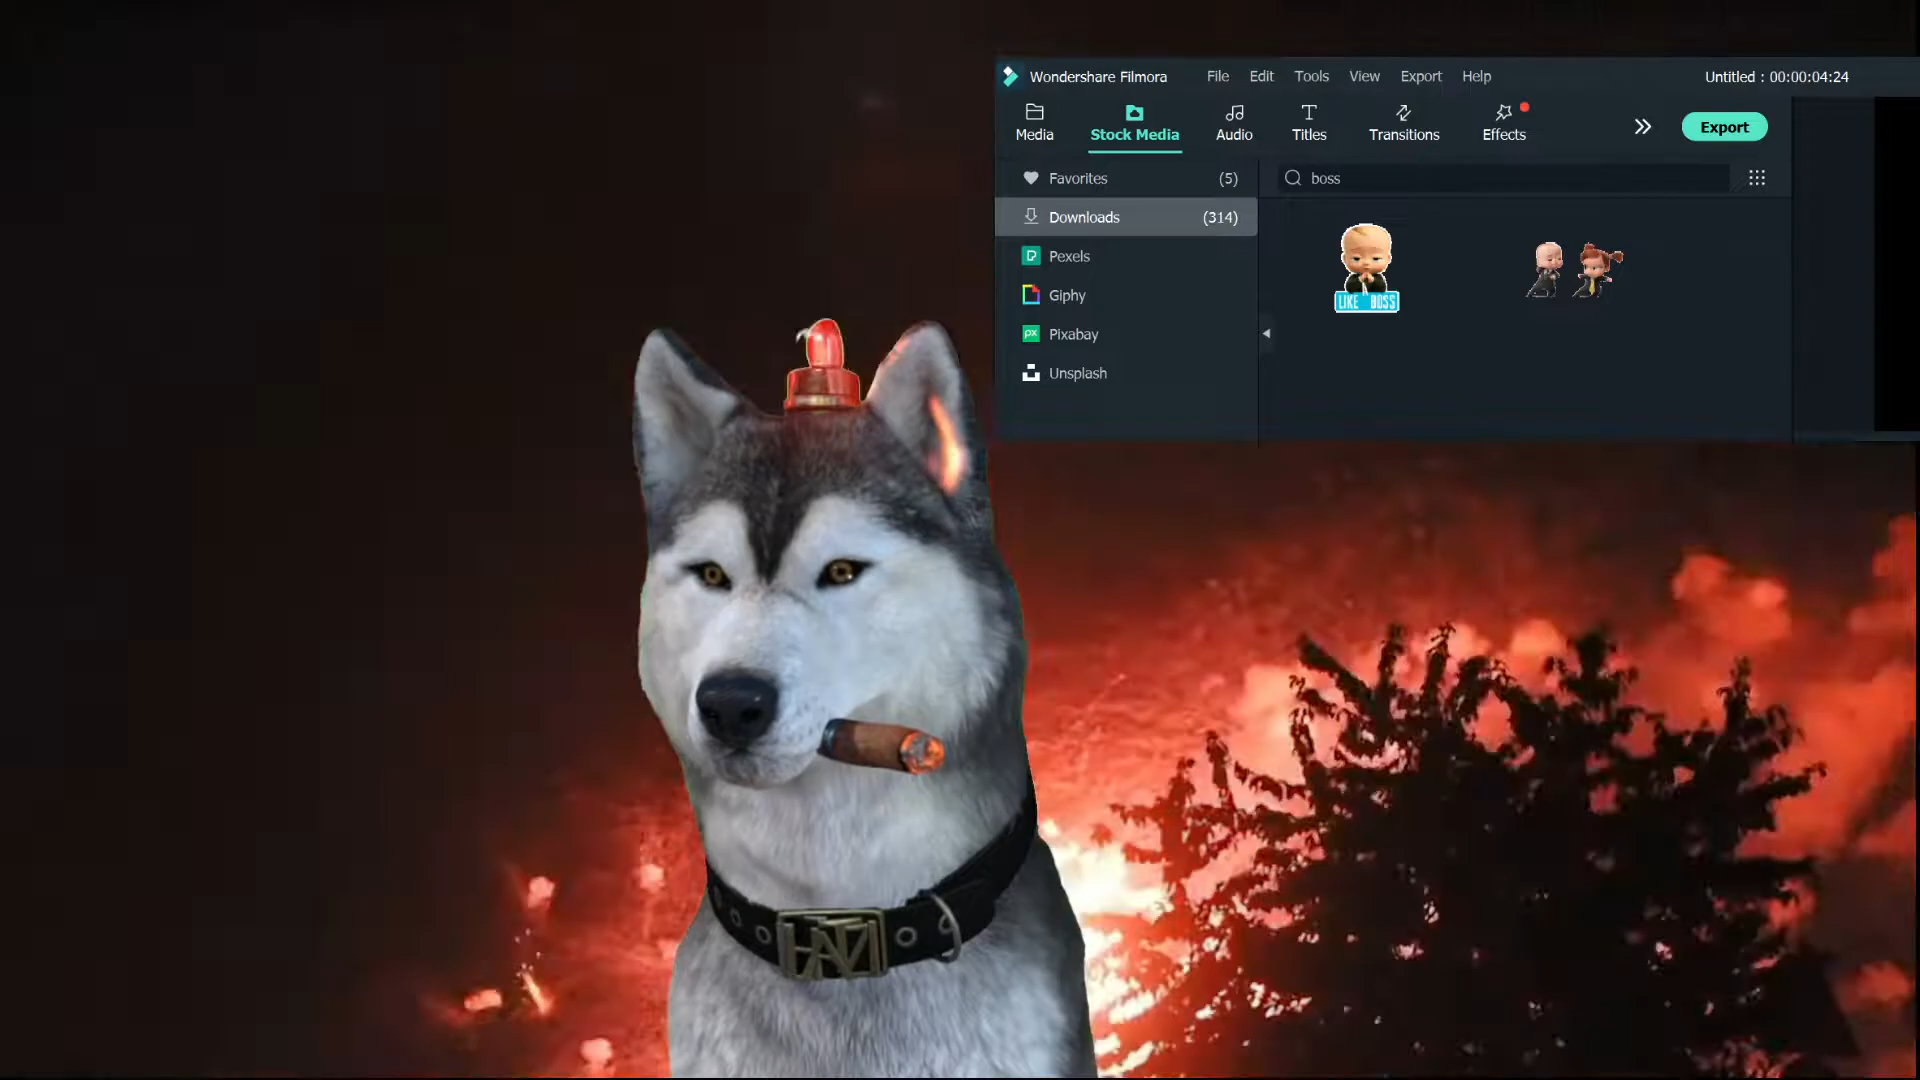 Wondershare Filmora File Edit Tools View Export Help Untitled : 00:00:04:24
Media Stock Media Audio Titles Transitions Effects Export
Favorites (5) boss
Downloads (314)
Pexels
Giphy
Pixabay
Unsplash
LIKE BOSS